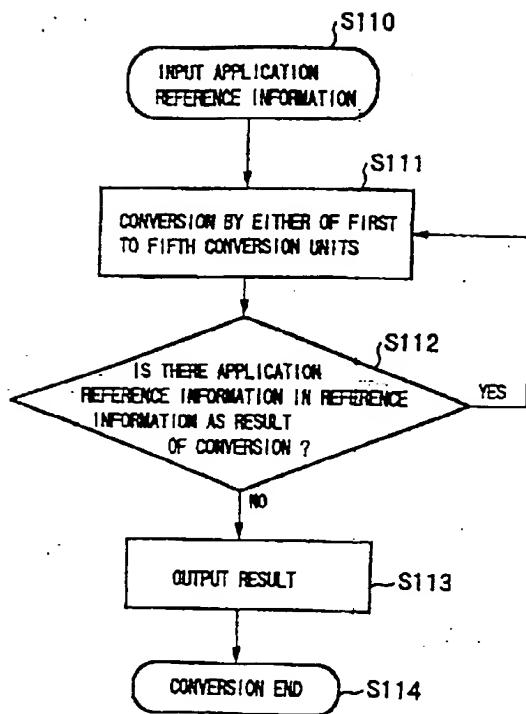 S110
INPUT APPLICATION
REFERENCE INFORMATION
S111
CONVERSION BY EITHER OF FIRST
TO FIFTH CONVERSION UNITS
S112
IS THERE APPLICATION
REFERENCE INFORMATION IN REFERENCE
INFORMATION AS RESULT
OF CONVERSION ?
YES
NO
OUTPUT RESULT
S113
CONVERSION END
S114